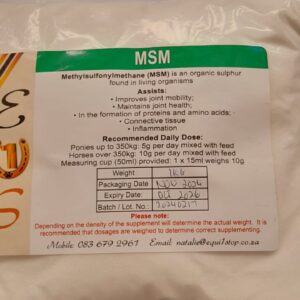 MSM
Methylsulfonylmethane (MSM) is an organic sulphur
found in living organisms
Assists:
• Improves joint mobility;
• Maintains joint health;
• In the formation of proteins and amino acids;
• Connective tissue
• Inflammation
Recommended Daily Dose:
Ponies up to 350kg: 5g per day mixed with feed
Horses over 350kg: 10g per day mixed with feed
Measuring cup (50ml) provided: 1 x 15ml weighs 10g
Weight 1KG
Packaging Date NOV 2024
Expiry Date: 2026
Batch / Lot No.: 20240217
Please note:
Depending on the density of the supplement will determine the actual weight. It is
recommended that dosages are weighed to determine correct supplementing.
Mobile 083 679 2961 Email natalie@equi1stop.co.za
E
1
S